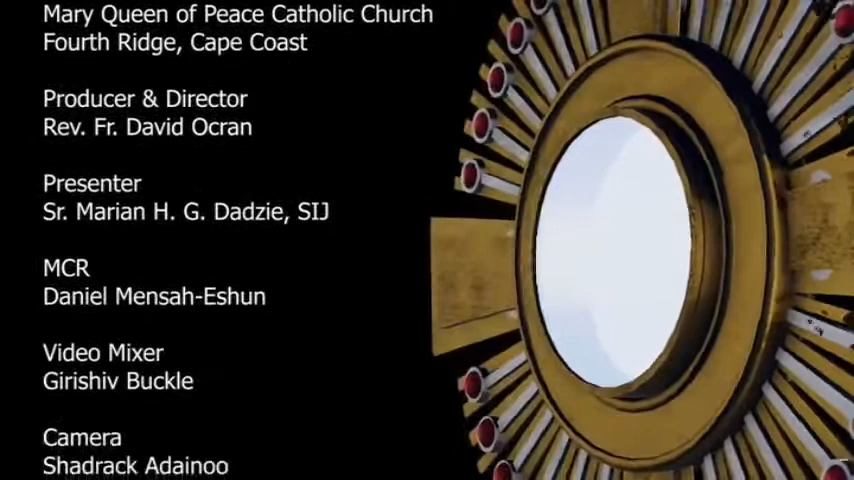 Mary Queen of Peace Catholic Church
Fourth Ridge, Cape Coast
Producer & Director
Rev. Fr. David Ocran
Presenter
Sr. Marian H. G. Dadzie, SIJ
MCR
Daniel Mensah-Eshun
Video Mixer
Girishiv Buckle
Camera
Shadrack Adainoo